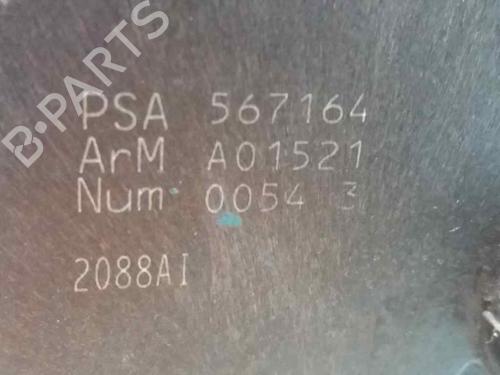 B-PARTS
PSA 567164
ArM A01521
Num 0054 3
2088AI